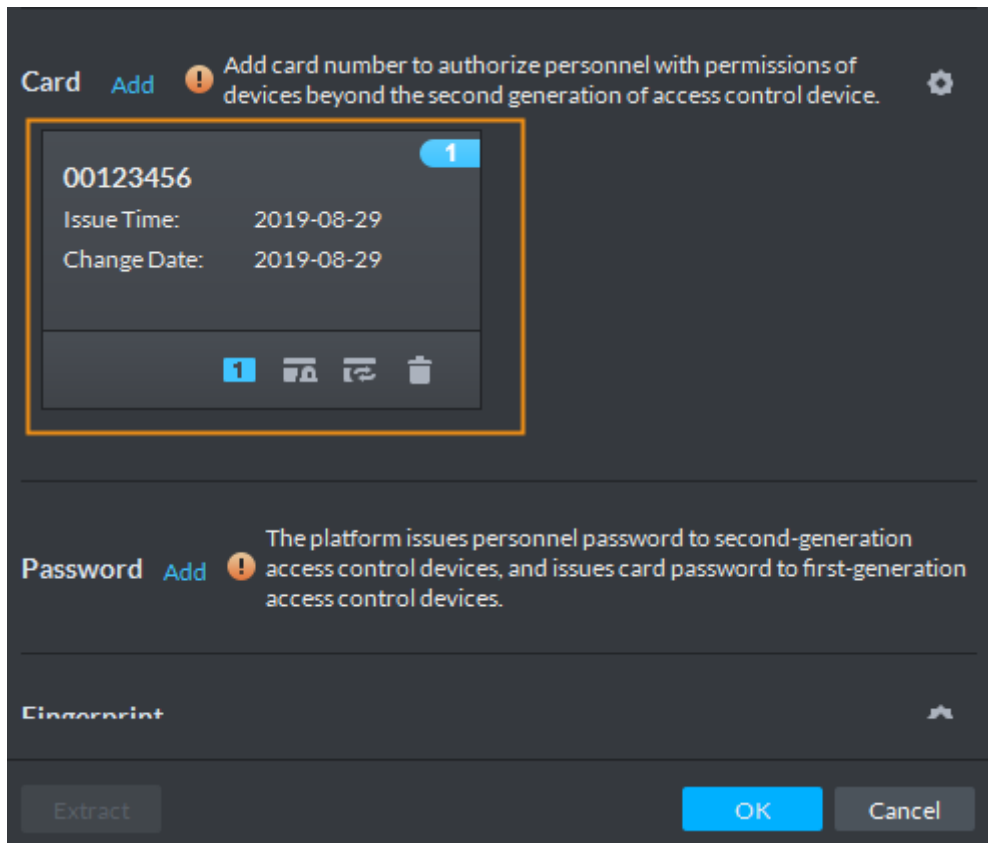 Card Add Add card number to authorize personnel with permissions of
devices beyond the second generation of access control device.
1
00123456
Issue Time: 2019-08-29
Change Date: 2019-08-29
1
The platform issues personnel password to second-generation
Password Add access control devices, and issues card password to first-generation
access control devices.
Fingerprint
Extract OK Cancel